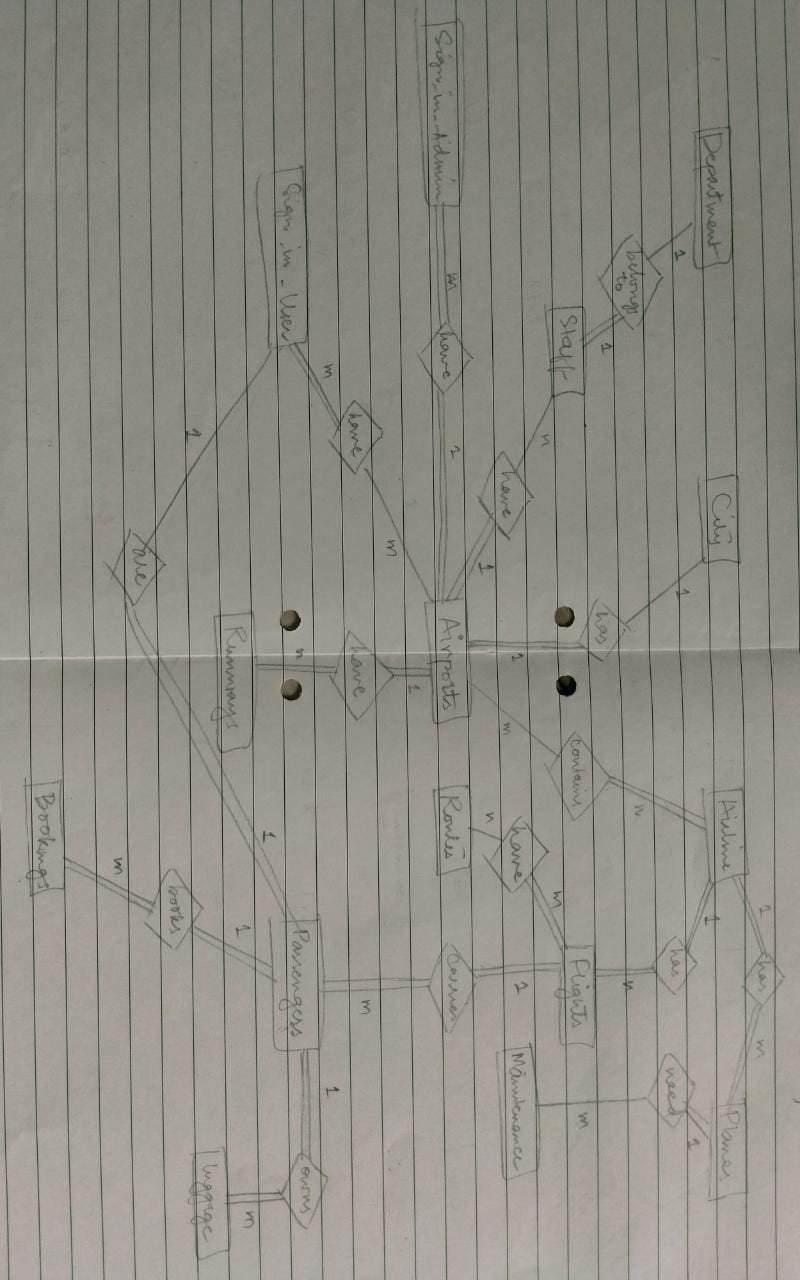 has
1
m
Airline
Planes
Department
City
1
1
1
1
has
need
belongs
to
n
n
1
has
m
contains
Flights
Staff
n
m
1
Maintenance
have
have
1
m
n
1
Sign_in_Admin
m
have
1
Airports
Routes
carries
1
m
have
have
m
m
1
owns
Sign_in_User
n
Passengers
1
m
1
Runways
luggage
1
books
are
m
Bookings